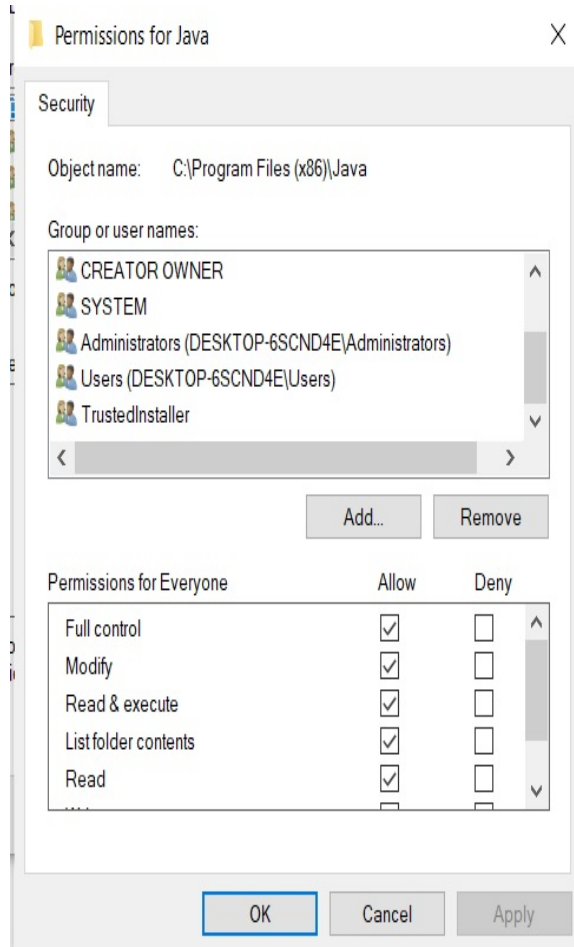 Permissions for Java
Security
Object name: C:\Program Files (x86)\Java
Group or user names:
CREATOR OWNER
SYSTEM
Administrators (DESKTOP-6SCND4E\Administrators)
Users (DESKTOP-6SCND4E\Users)
TrustedInstaller
Add... Remove
Permissions for Everyone Allow Deny
Full control
Modify
Read & execute
List folder contents
Read
OK Cancel Apply